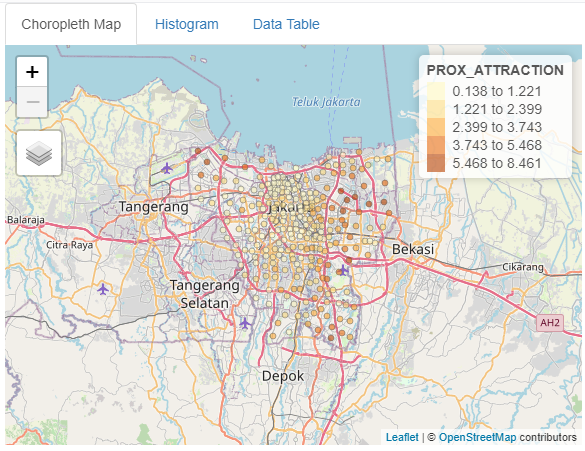 Choropleth Map
Histogram
Data Table
+
−
PROX_ATTRACTION
0.138 to 1.221
1.221 to 2.399
2.399 to 3.743
3.743 to 5.468
5.468 to 8.461
Teluk Jakarta
Jakarta
Tangerang
Balaraja
Citra Raya
Bekasi
Cikarang
Tangerang
Selatan
AH2
Depok
Leaflet | © OpenStreetMap contributors